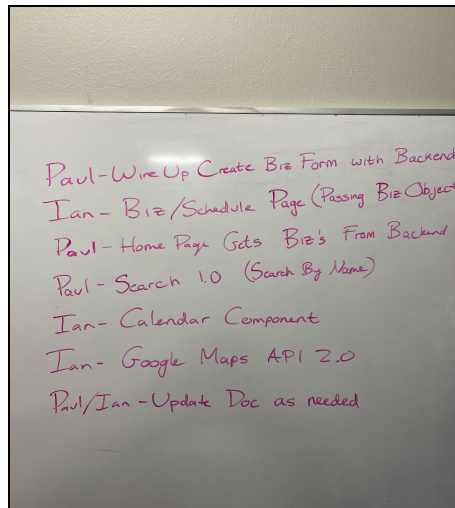 Paul-Wire Up Create Biz Form with Backend
Ian - Biz/Schedule Page (Passing Biz Object
Paul-Home Page Gets Biz's From Backend
Paul - Search 1.0 (Search By Name)
Ian- Calendar Component
Ian- Google Maps API 2.0
Paul/Ian - Update Doc as needed